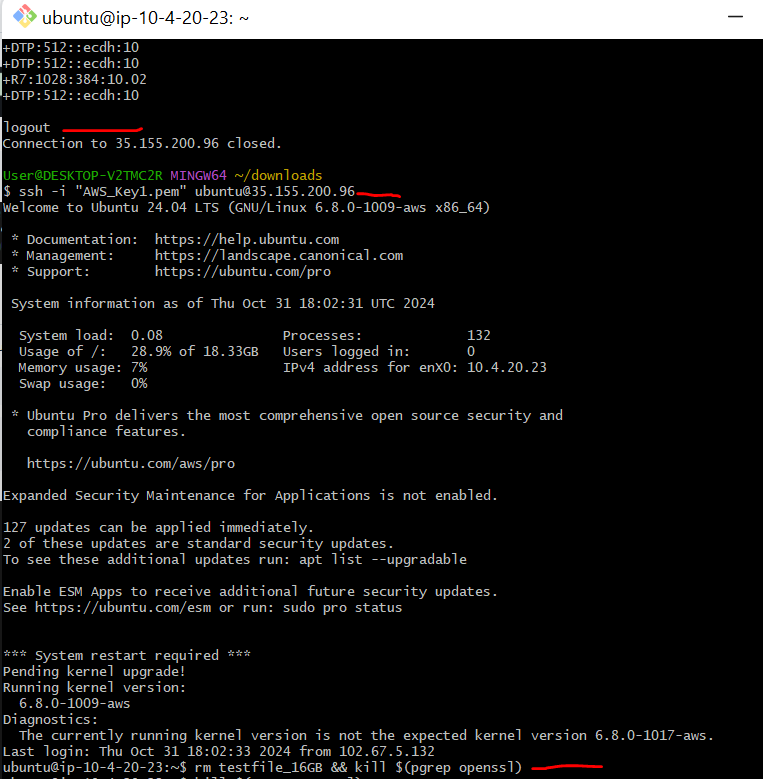 ubuntu@ip-10-4-20-23: ~
+DTP:512::ecdh:10
+DTP:512::ecdh:10
+R7:1028:384:10.02
+DTP:512::ecdh:10
logout
Connection to 35.155.200.96 closed.
User@DESKTOP-V2TMC2R MINGW64 ~/downloads
$ ssh -i "AWS_Key1.pem" ubuntu@35.155.200.96
Welcome to Ubuntu 24.04 LTS (GNU/Linux 6.8.0-1009-aws x86_64)
* Documentation:  https://help.ubuntu.com
* Management:     https://landscape.canonical.com
* Support:        https://ubuntu.com/pro
System information as of Thu Oct 31 18:02:31 UTC 2024
System load:  0.08               Processes:             132
Usage of /:   28.9% of 18.33GB   Users logged in:       0
Memory usage: 7%                 IPv4 address for enX0: 10.4.20.23
Swap usage:   0%
* Ubuntu Pro delivers the most comprehensive open source security and
compliance features.
https://ubuntu.com/aws/pro
Expanded Security Maintenance for Applications is not enabled.
127 updates can be applied immediately.
2 of these updates are standard security updates.
To see these additional updates run: apt list --upgradable
Enable ESM Apps to receive additional future security updates.
See https://ubuntu.com/esm or run: sudo pro status
*** System restart required ***
Pending kernel upgrade!
Running kernel version:
6.8.0-1009-aws
Diagnostics:
The currently running kernel version is not the expected kernel version 6.8.0-1017-aws.
Last login: Thu Oct 31 18:02:33 2024 from 102.67.5.132
ubuntu@ip-10-4-20-23:~$ rm testfile_16GB && kill $(pgrep openssl)